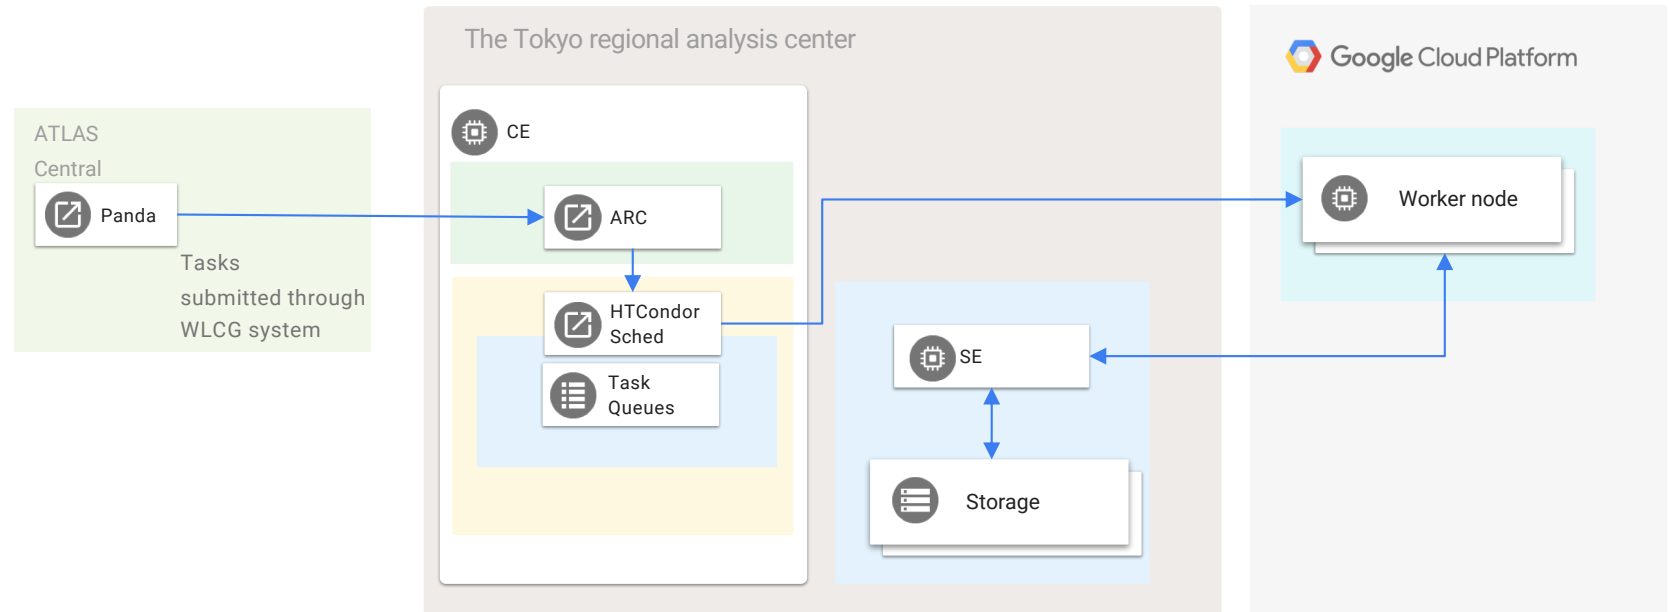 The Tokyo regional analysis center
Google Cloud Platform
ATLAS
Central
Panda
Tasks
submitted through
WLCG system
CE
ARC
HTCondor
Sched
Task
Queues
SE
Storage
Worker node